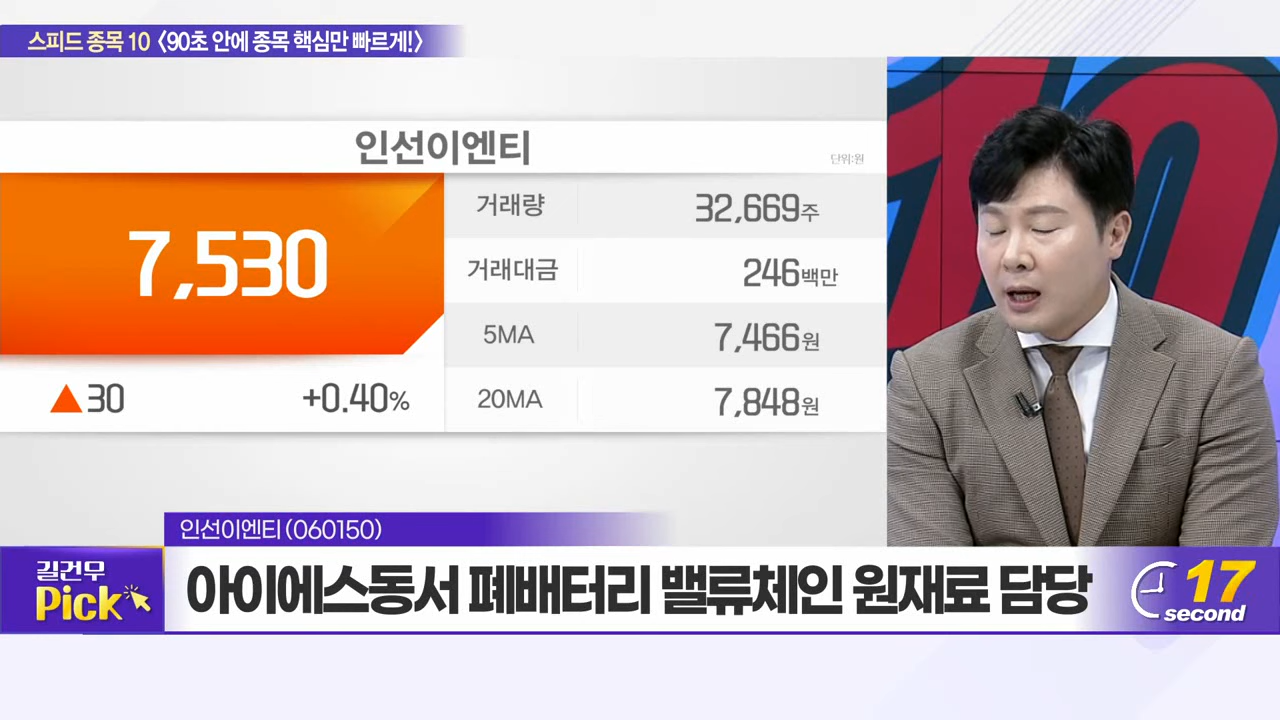 스피드 종목 10 〈90초 안에 종목 핵심만 빠르게!〉
인선이엔티
단위:원
7,530
▲30 +0.40%
거래량 32,669주
거래대금 246백만
5MA 7,466원
20MA 7,848원
10
인선이엔티(060150)
길건무
Pick
아이에스동서 폐배터리 밸류체인 원재료 담당
17
second